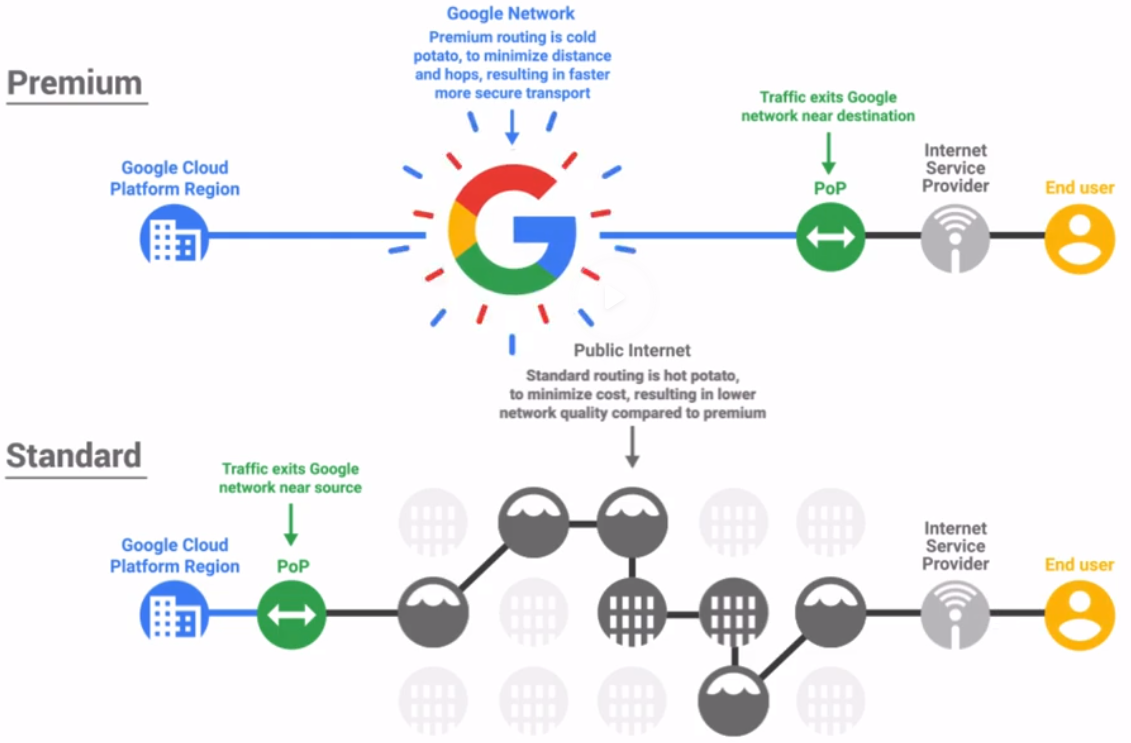 Google Network
Premium routing is cold
potato, to minimize distance
and hops, resulting in faster
more secure transport
Premium
Traffic exits Google
network near destination
Google Cloud
Platform Region
PoP
Internet
Service
Provider
End user
Public Internet
Standard routing is hot potato,
to minimize cost, resulting in lower
network quality compared to premium
Standard
Traffic exits Google
network near source
Google Cloud
Platform Region
PoP
Internet
Service
Provider
End user